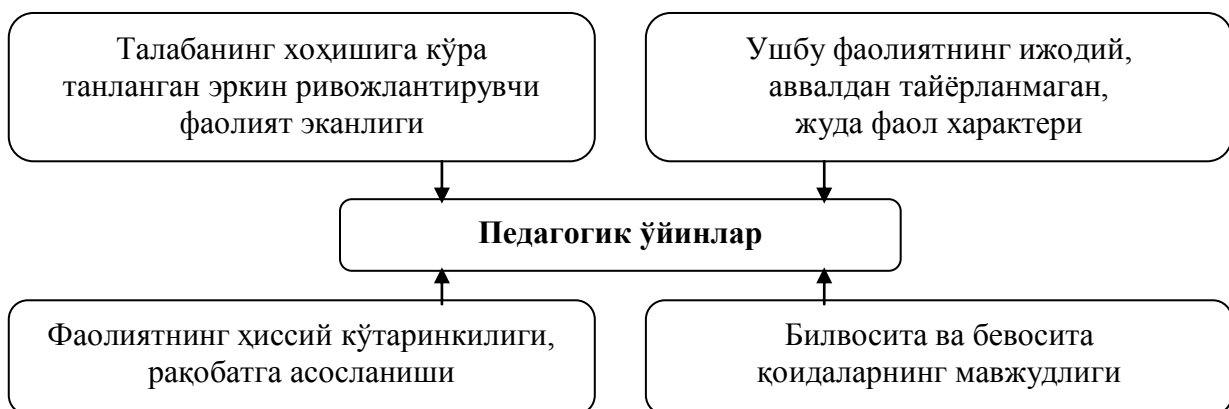 Талабанинг хоҳишига кўра
танланган эркин ривожлантирувчи
фаолият эканлиги
Ушбу фаолиятнинг ижодий,
аввалдан тайёрланмаган,
жуда фаол характери
Педагогик ўйинлар
Фаолиятнинг ҳиссий кўтаринкилиги,
рақобатга асосланиши
Билвосита ва бевосита
қоидаларнинг мавжудлиги